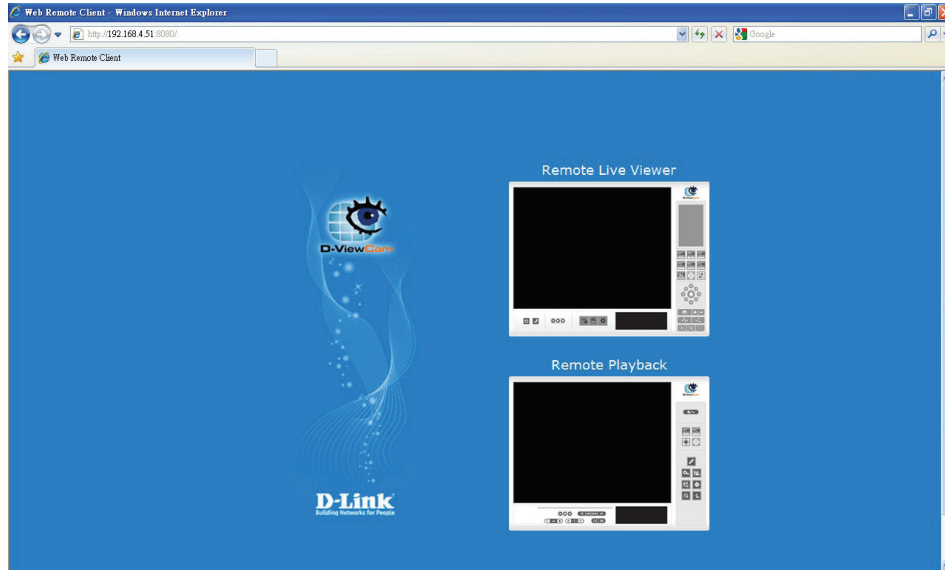 Web Remote Client - Windows Internet Explorer
http://192.168.4.51:8080/
Google
Web Remote Client
Remote Live Viewer
D-ViewCam
Remote Playback
D-Link
Building Networks for People